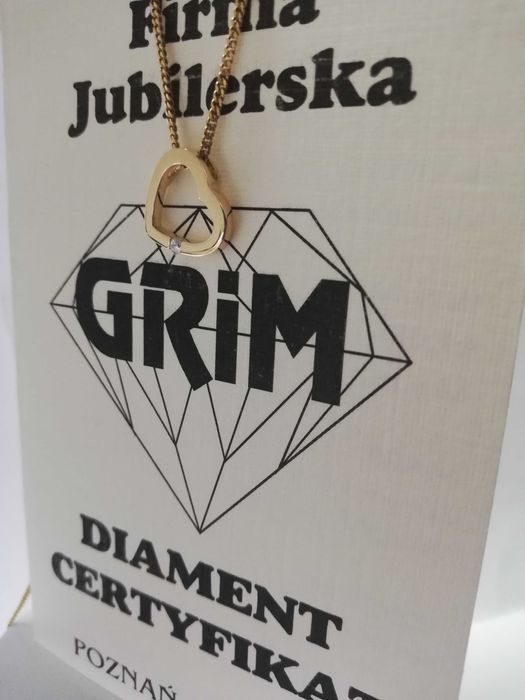 Firma
Jubilerska
GRiM
DIAMENT
CERTYFIKAT
POZNAŃ